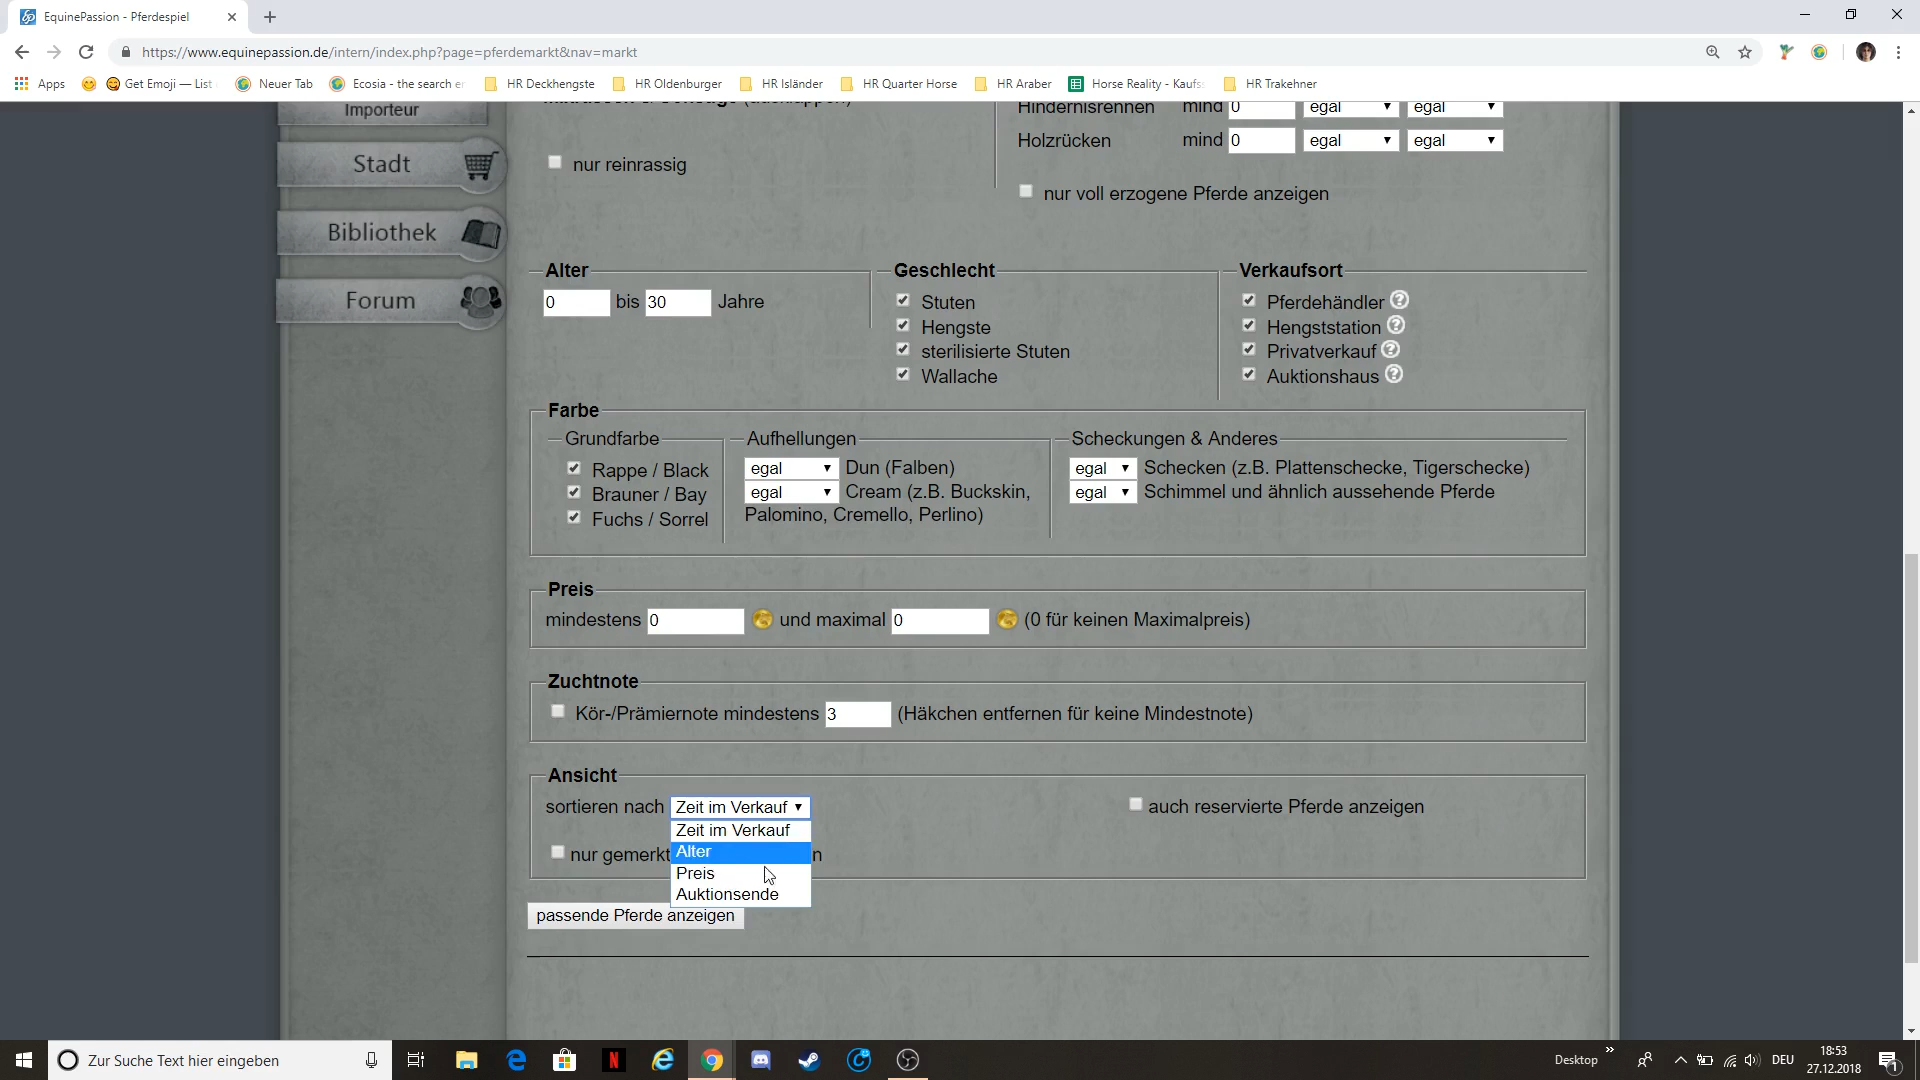 EquinePassion - Pferdespiel
https://www.equinepassion.de/intern/index.php?page=pferdemarkt&nav=markt
Apps
Get Emoji — List
Neuer Tab
Ecosia - the search en
HR Deckhengste
HR Oldenburger
HR Isländer
HR Quarter Horse
HR Araber
Horse Reality - Kaufs
HR Trakehner
Importeur
Stadt
Bibliothek
Forum
Hindernisrennen mind 0 egal egal
Holzrücken mind 0 egal egal
nur reinrassig
nur voll erzogene Pferde anzeigen
Alter
0 bis 30 Jahre
Geschlecht
Stuten
Hengste
sterilisierte Stuten
Wallache
Verkaufsort
Pferdehändler ?
Hengststation ?
Privatverkauf ?
Auktionshaus ?
Farbe
Grundfarbe
Rappe / Black
Brauner / Bay
Fuchs / Sorrel
Aufhellungen
egal Dun (Falben)
egal Cream (z.B. Buckskin,
Palomino, Cremello, Perlino)
Scheckungen & Anderes
egal Schecken (z.B. Plattenschecke, Tigerschecke)
egal Schimmel und ähnlich aussehende Pferde
Preis
mindestens 0 und maximal 0 (0 für keinen Maximalpreis)
Zuchtnote
Kör-/Prämiernote mindestens 3 (Häkchen entfernen für keine Mindestnote)
Ansicht
sortieren nach Zeit im Verkauf
auch reservierte Pferde anzeigen
Zeit im Verkauf
Alter
Preis
Auktionsende
nur gemerkt
n
passende Pferde anzeigen
Zur Suche Text hier eingeben
Desktop
DEU
18:53
27.12.2018
1